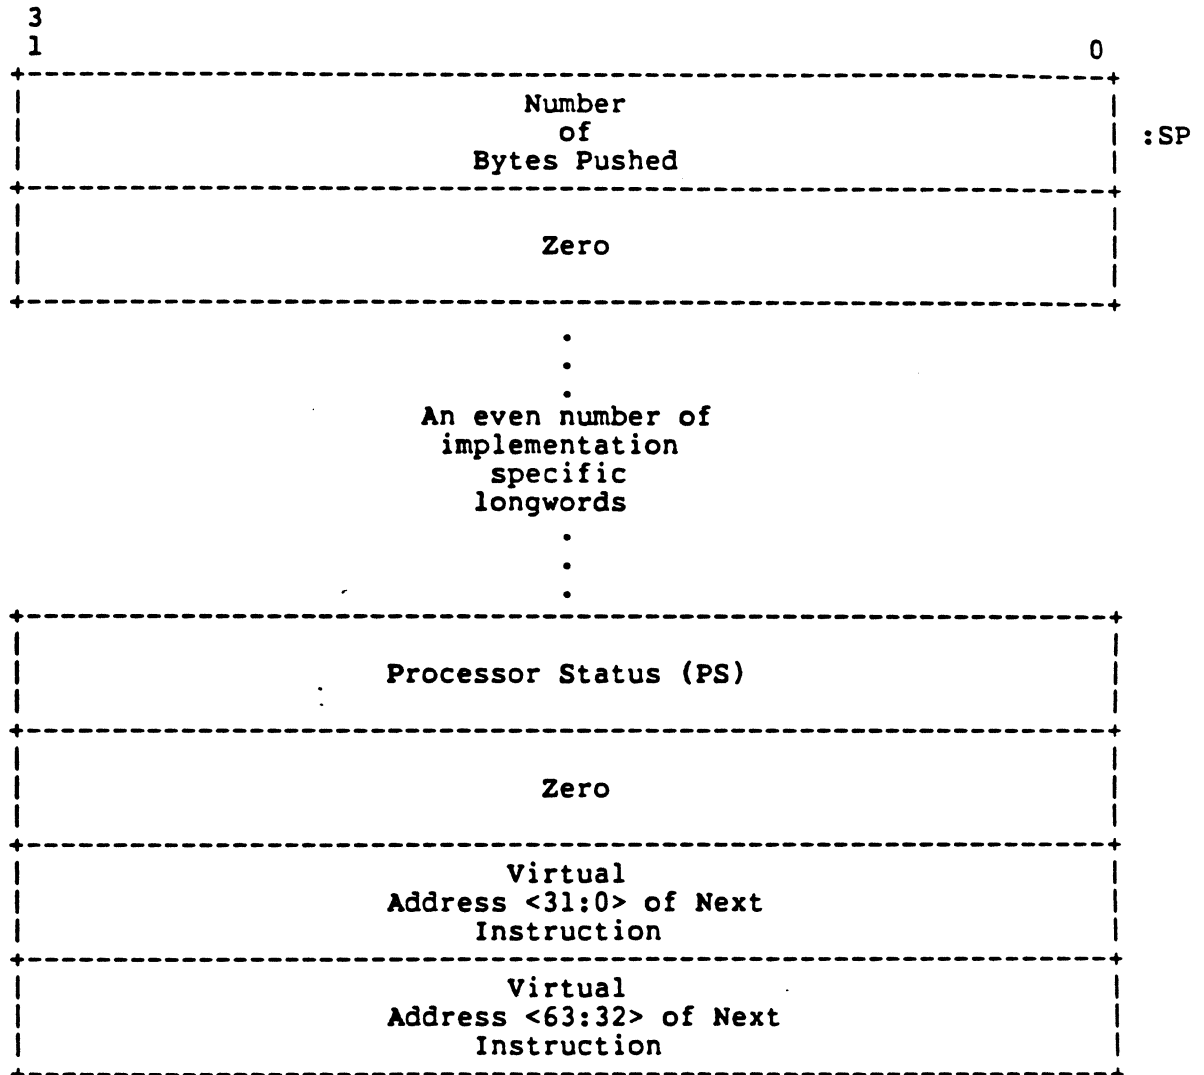 3
1 0
Number
of :SP
Bytes Pushed
Zero
An even number of
implementation
specific
longwords
Processor Status (PS)
Zero
Virtual
Address <31:0> of Next
Instruction
Virtual
Address <63:32> of Next
Instruction